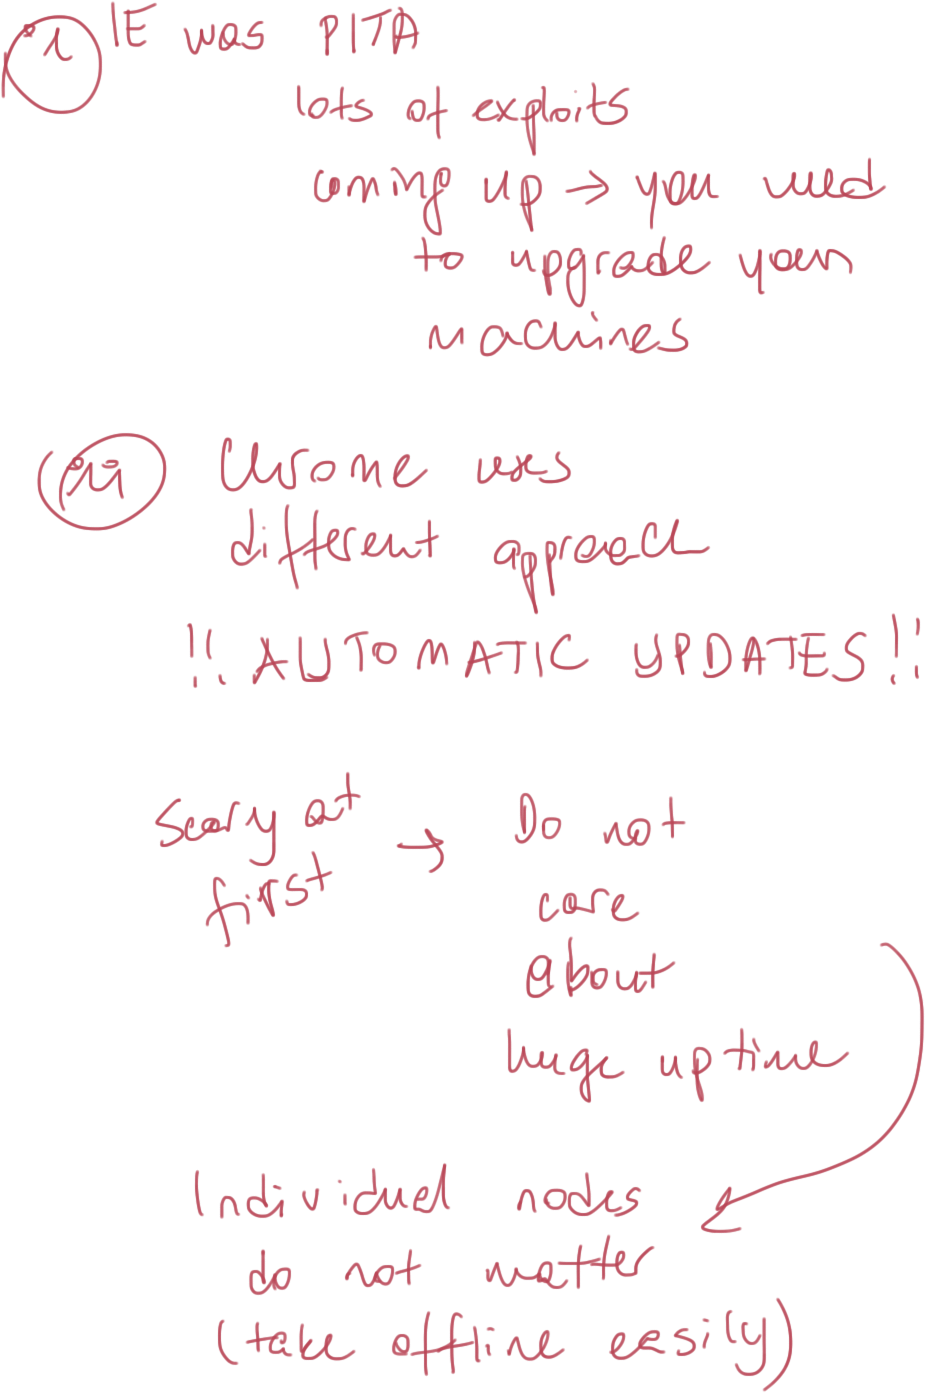 i IE was PITA
lots of exploits
coming up → you need
to upgrade your
machines
ii Chrome uses
different approach
!! AUTOMATIC UPDATES !!
Scary at
first →
Do not
care
about
huge uptime
Individual nodes
do not matter
(take offline easily)